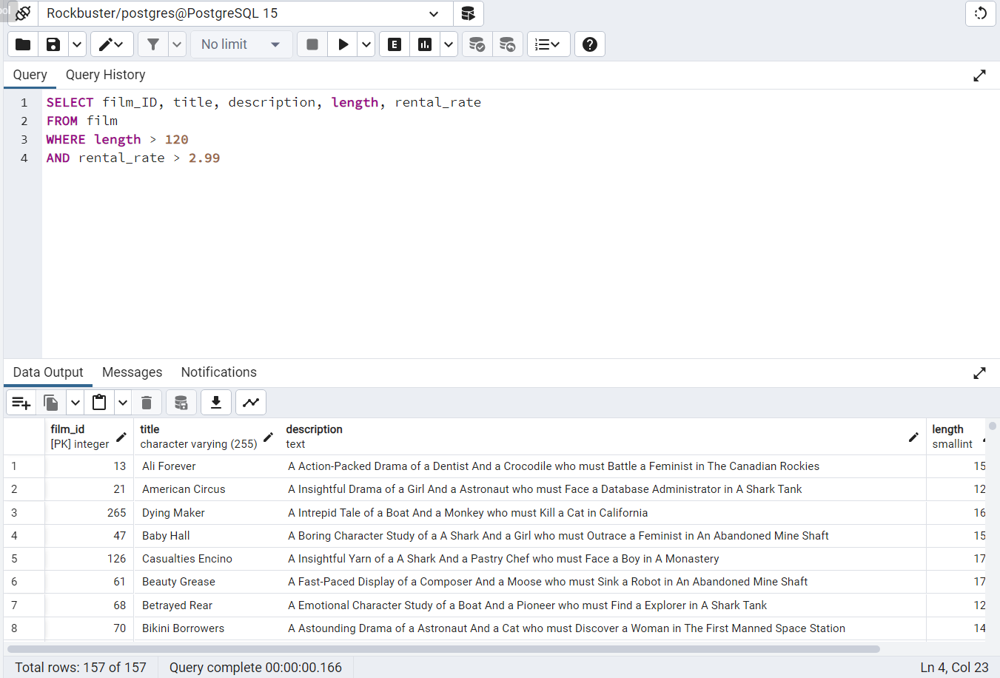 Rockbuster/postgres@PostgreSQL 15
No limit
Query Query History
1 SELECT film_ID, title, description, length, rental_rate
2 FROM film
3 WHERE length > 120
4 AND rental_rate > 2.99
Data Output Messages Notifications
film_id title description length
[PK] integer character varying (255) text smallint
1 13 Ali Forever A Action-Packed Drama of a Dentist And a Crocodile who must Battle a Feminist in The Canadian Rockies 15
2 21 American Circus A Insightful Drama of a Girl And a Astronaut who must Face a Database Administrator in A Shark Tank 12
3 265 Dying Maker A Intrepid Tale of a Boat And a Monkey who must Kill a Cat in California 16
4 47 Baby Hall A Boring Character Study of a A Shark And a Girl who must Outrace a Feminist in An Abandoned Mine Shaft 15
5 126 Casualties Encino A Insightful Yarn of a A Shark And a Pastry Chef who must Face a Boy in A Monastery 17
6 61 Beauty Grease A Fast-Paced Display of a Composer And a Moose who must Sink a Robot in An Abandoned Mine Shaft 17
7 68 Betrayed Rear A Emotional Character Study of a Boat And a Pioneer who must Find a Explorer in A Shark Tank 12
8 70 Bikini Borrowers A Astounding Drama of a Astronaut And a Cat who must Discover a Woman in The First Manned Space Station 14
Total rows: 157 of 157 Query complete 00:00:00.166 Ln 4, Col 23